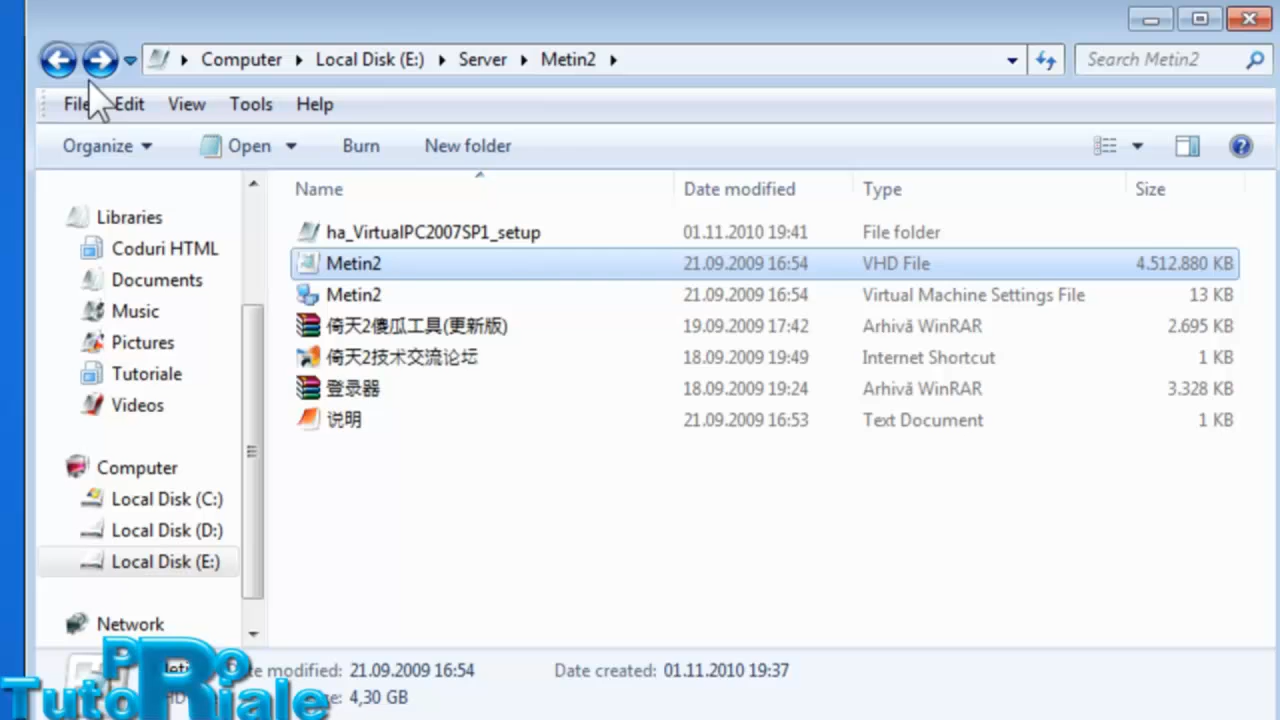 Computer Local Disk (E:) Server Metin2 Search Metin2
File Edit View Tools Help
Organize Open Burn New folder
Name Date modified Type Size
Libraries
Coduri HTML
Documents
Music
Pictures
Tutoriale
Videos
Computer
Local Disk (C:)
Local Disk (D:)
Local Disk (E:)
Network
ha_VirtualPC2007SP1_setup 01.11.2010 19:41 File folder
Metin2 21.09.2009 16:54 VHD File 4.512.880 KB
Metin2 21.09.2009 16:54 Virtual Machine Settings File 13 KB
倚天2傻瓜工具(更新版) 19.09.2009 17:42 Arhivă WinRAR 2.695 KB
倚天2技术交流论坛 18.09.2009 19:49 Internet Shortcut 1 KB
登录器 18.09.2009 19:24 Arhivă WinRAR 3.328 KB
说明 21.09.2009 16:53 Text Document 1 KB
modified: 21.09.2009 16:54 Date created: 01.11.2010 19:37
4,30 GB
PRO
Tutoriale